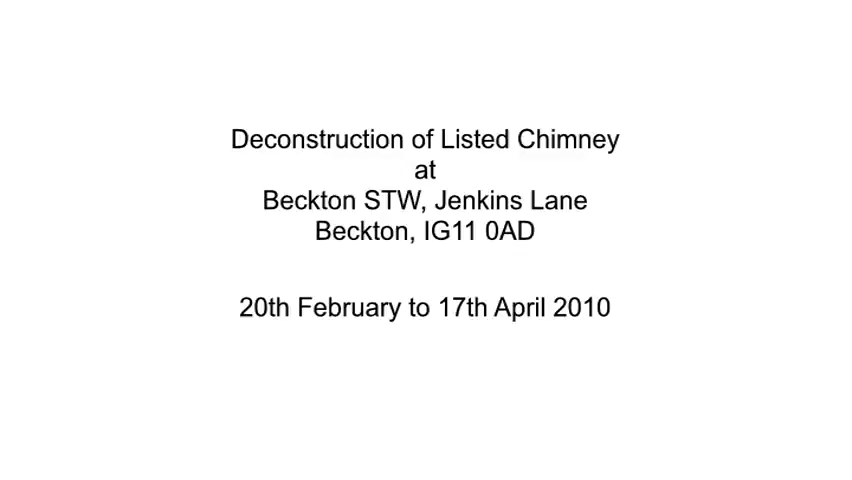 Deconstruction of Listed Chimney
at
Beckton STW, Jenkins Lane
Beckton, IG11 0AD
20th February to 17th April 2010